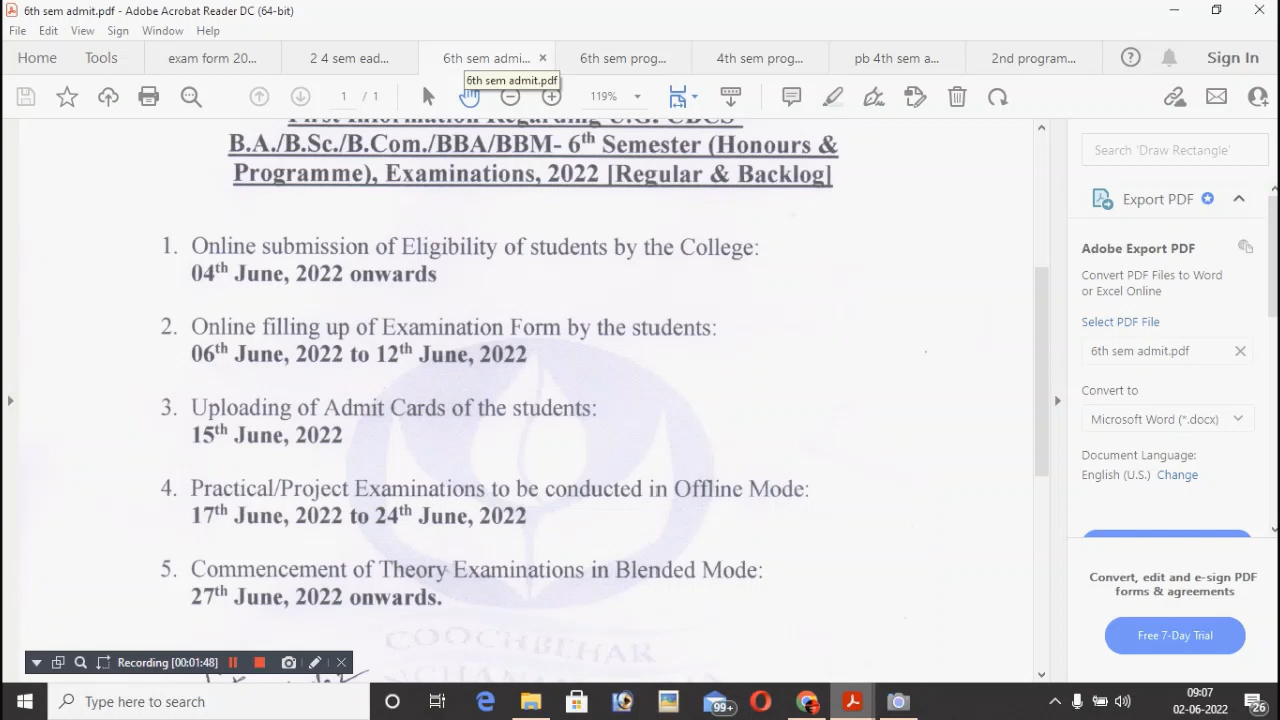 6th sem admit.pdf - Adobe Acrobat Reader DC (64-bit)
File Edit View Sign Window Help
Home Tools exam form 20... 2 4 sem ead... 6th sem admi... × 6th sem prog... 4th sem prog... pb 4th sem a... 2nd program... Sign In
6th sem admit.pdf
1 / 1 119%
First Information Regarding U.G. CBCS
B.A./B.Sc./B.Com./BBA/BBM- 6th Semester (Honours &
Programme), Examinations, 2022 [Regular & Backlog]
1. Online submission of Eligibility of students by the College:
04th June, 2022 onwards
2. Online filling up of Examination Form by the students:
06th June, 2022 to 12th June, 2022
3. Uploading of Admit Cards of the students:
15th June, 2022
4. Practical/Project Examinations to be conducted in Offline Mode:
17th June, 2022 to 24th June, 2022
5. Commencement of Theory Examinations in Blended Mode:
27th June, 2022 onwards.
COOCHBEHAR
Search 'Draw Rectangle'
Export PDF
Adobe Export PDF
Convert PDF Files to Word
or Excel Online
Select PDF File
6th sem admit.pdf
Convert to
Microsoft Word (*.docx)
Document Language:
English (U.S.) Change
Convert, edit and e-sign PDF
forms & agreements
Free 7-Day Trial
Recording [00:01:48]
Type here to search
99+
09:07
02-06-2022
26